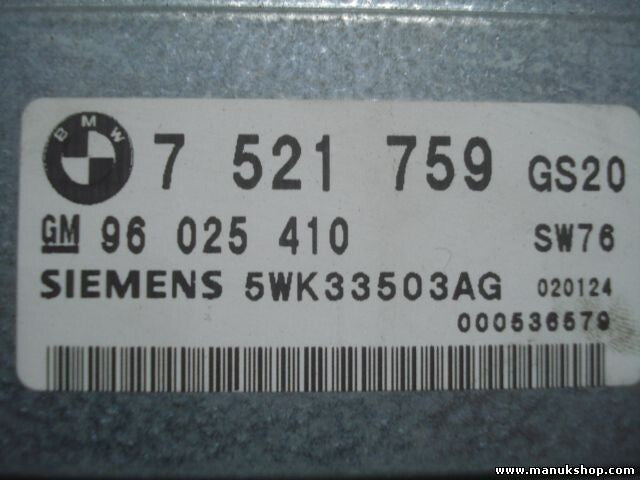 BMW 7 521 759 GS20
GM 96 025 410 SW76
SIEMENS 5WK33503AG 020124
000536579
www.manukshop.com